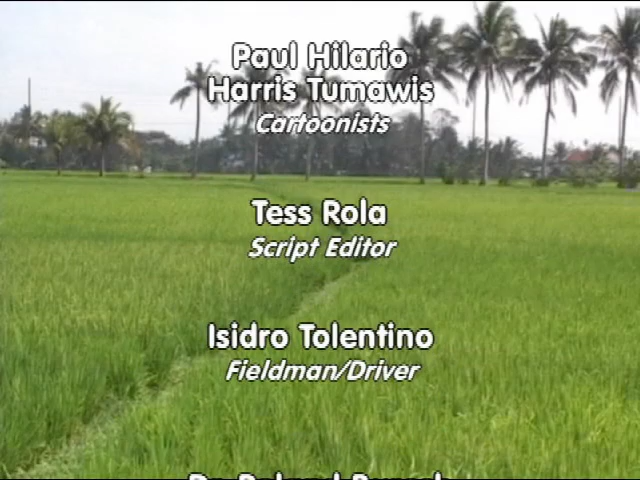 Paul Hilario
Harris Tumawis
Cartoonists
Tess Rola
Script Editor
Isidro Tolentino
Fieldman/Driver